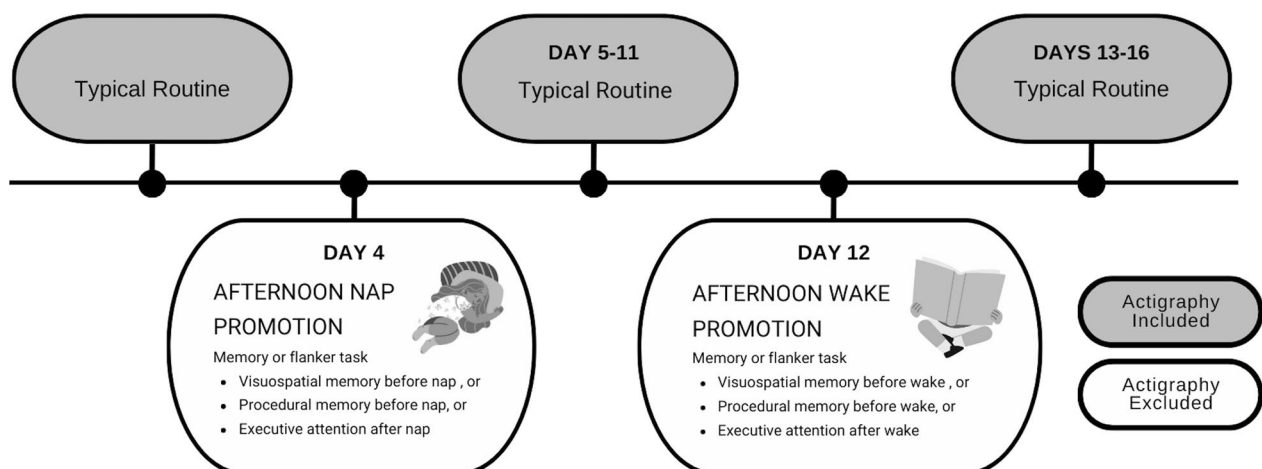 Typical Routine
DAY 5-11
Typical Routine
DAYS 13-16
Typical Routine
DAY 4
AFTERNOON NAP
PROMOTION
Memory or flanker task
• Visuospatial memory before nap , or
• Procedural memory before nap, or
• Executive attention after nap
DAY 12
AFTERNOON WAKE
PROMOTION
Memory or flanker task
• Visuospatial memory before wake , or
• Procedural memory before wake, or
• Executive attention after wake
Actigraphy
Included
Actigraphy
Excluded